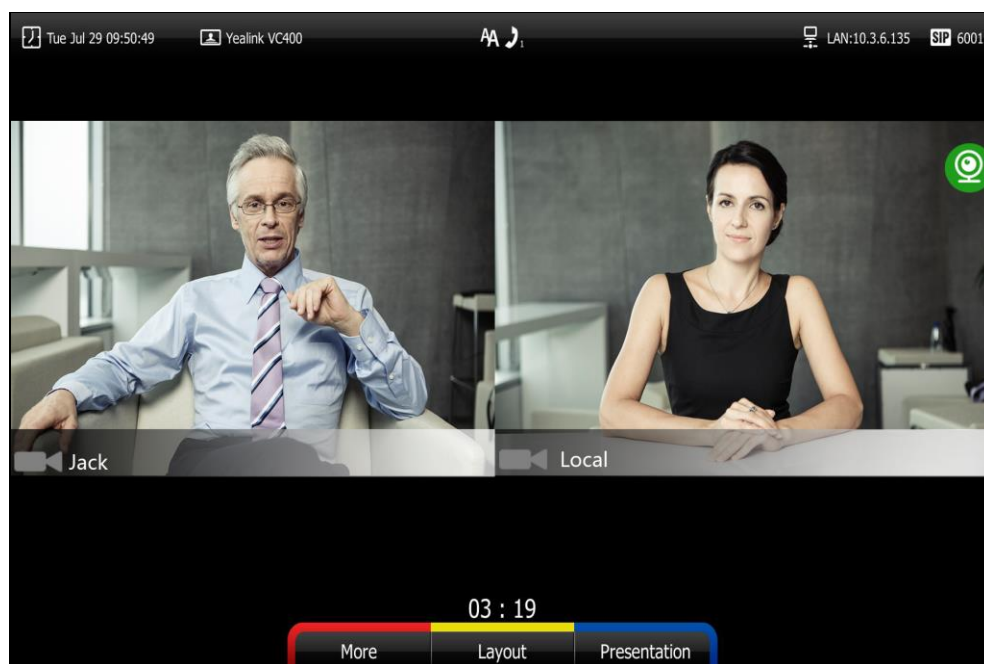 Tue Jul 29 09:50:49 Yealink VC400 AA 1 LAN:10.3.6.135 SIP 6001
Jack Local
03 : 19
More Layout Presentation